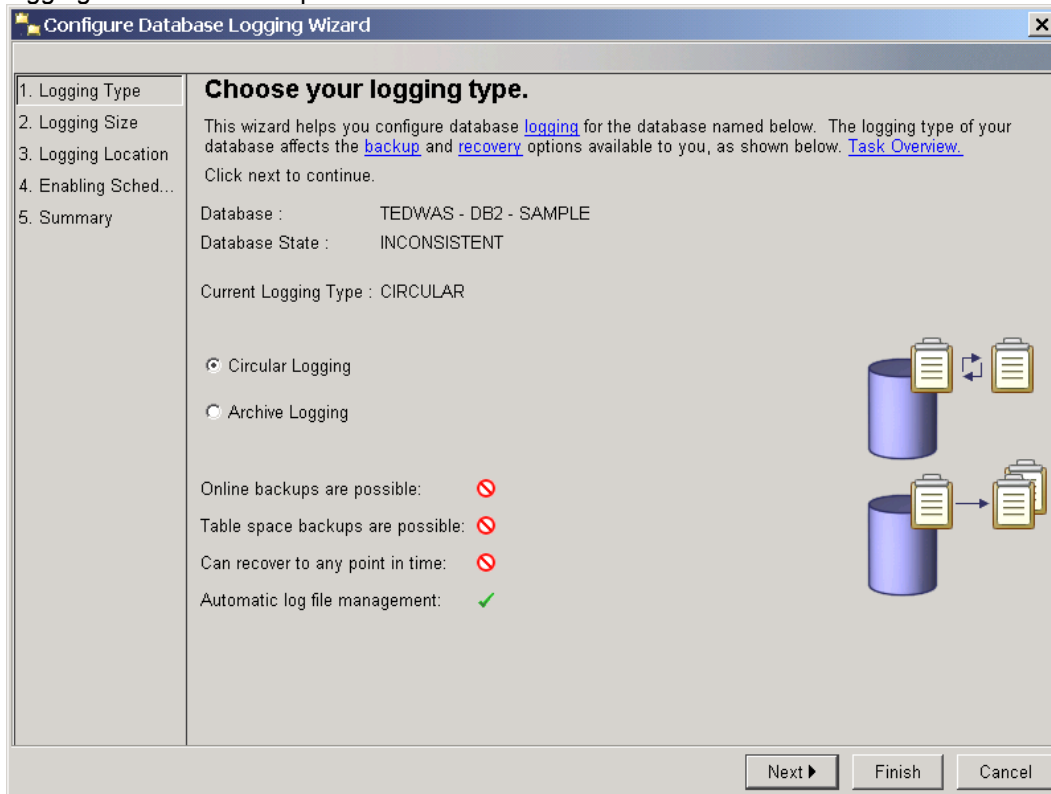 Configure Database Logging Wizard
1. Logging Type
2. Logging Size
3. Logging Location
4. Enabling Sched...
5. Summary
Choose your logging type.
This wizard helps you configure database logging for the database named below. The logging type of your
database affects the backup and recovery options available to you, as shown below. Task Overview.
Click next to continue.
Database : TEDWAS - DB2 - SAMPLE
Database State : INCONSISTENT
Current Logging Type : CIRCULAR
Circular Logging
Archive Logging
Online backups are possible:
Table space backups are possible:
Can recover to any point in time:
Automatic log file management:
Next
Finish
Cancel